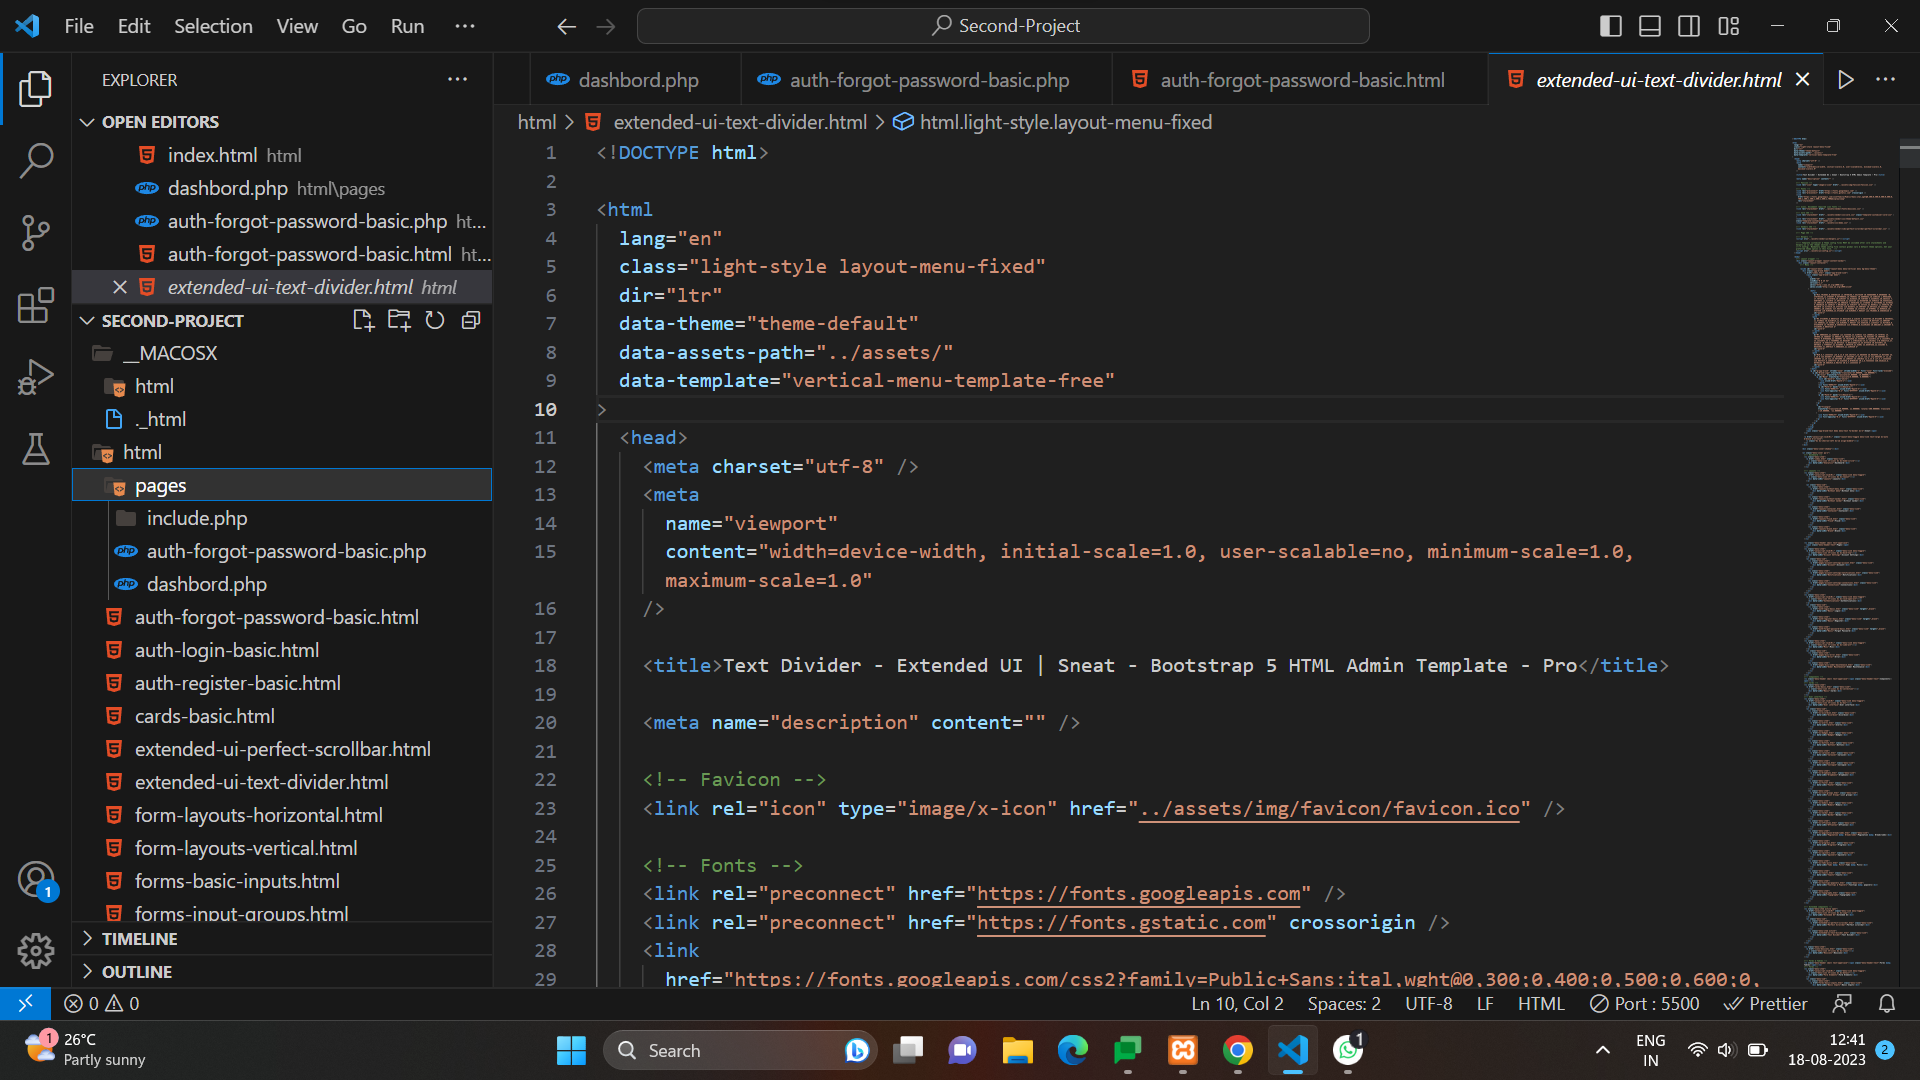 File Edit Selection View Go Run ···
Second-Project
EXPLORER ···
OPEN EDITORS
index.html html
dashbord.php html\pages
auth-forgot-password-basic.php ht...
auth-forgot-password-basic.html ht...
extended-ui-text-divider.html html
SECOND-PROJECT
__MACOSX
html
._html
html
pages
include.php
auth-forgot-password-basic.php
dashbord.php
auth-forgot-password-basic.html
auth-login-basic.html
auth-register-basic.html
cards-basic.html
extended-ui-perfect-scrollbar.html
extended-ui-text-divider.html
form-layouts-horizontal.html
form-layouts-vertical.html
forms-basic-inputs.html
forms-input-groups.html
TIMELINE
OUTLINE
1
php dashbord.php php auth-forgot-password-basic.php auth-forgot-password-basic.html extended-ui-text-divider.html
html > extended-ui-text-divider.html > html.light-style.layout-menu-fixed
1 <!DOCTYPE html>
2
3 <html
4 lang="en"
5 class="light-style layout-menu-fixed"
6 dir="ltr"
7 data-theme="theme-default"
8 data-assets-path="../assets/"
9 data-template="vertical-menu-template-free"
10 >
11 <head>
12 <meta charset="utf-8" />
13 <meta
14 name="viewport"
15 content="width=device-width, initial-scale=1.0, user-scalable=no, minimum-scale=1.0,
maximum-scale=1.0"
16 />
17
18 <title>Text Divider - Extended UI | Sneat - Bootstrap 5 HTML Admin Template - Pro</title>
19
20 <meta name="description" content="" />
21
22 <!-- Favicon -->
23 <link rel="icon" type="image/x-icon" href="../assets/img/favicon/favicon.ico" />
24
25 <!-- Fonts -->
26 <link rel="preconnect" href="https://fonts.googleapis.com" />
27 <link rel="preconnect" href="https://fonts.gstatic.com" crossorigin />
28 <link
29 href="https://fonts.googleapis.com/css2?family=Public+Sans:ital,wght@0,300;0,400;0,500;0,600;0,
0 0 Ln 10, Col 2 Spaces: 2 UTF-8 LF HTML Port : 5500 Prettier
1 26°C
Partly sunny
Search
1
ENG
IN
12:41
18-08-2023
2